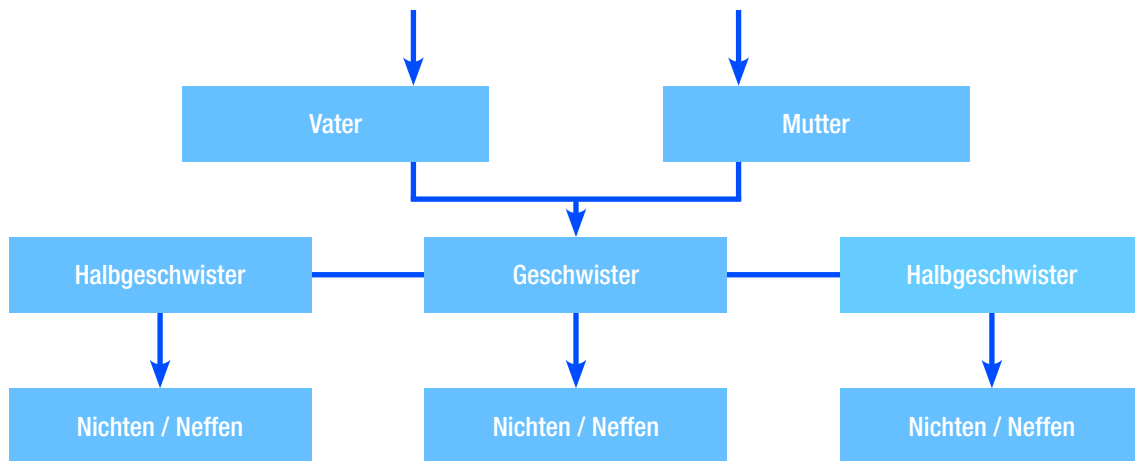 Vater
Mutter
Halbgeschwister
Geschwister
Halbgeschwister
Nichten / Neffen
Nichten / Neffen
Nichten / Neffen